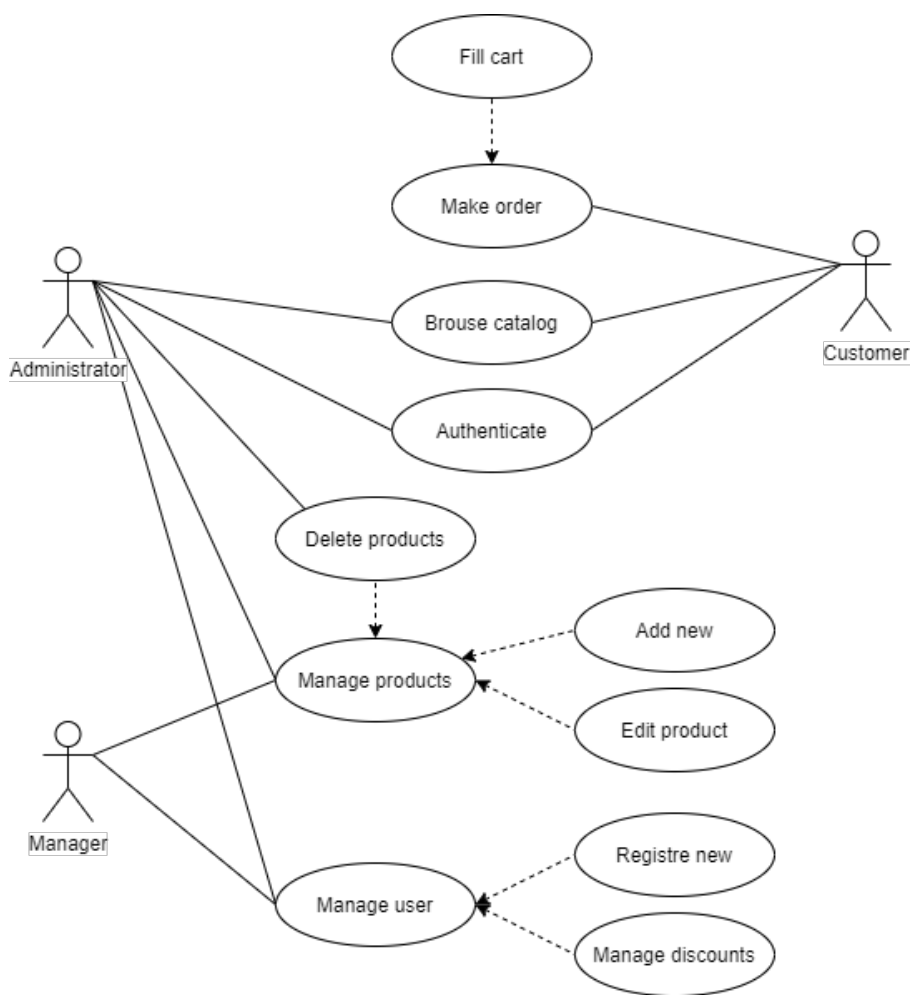 Fill cart
Make order
Administrator
Brouse catalog
Customer
Authenticate
Delete products
Add new
Manage products
Edit product
Manager
Registre new
Manage user
Manage discounts